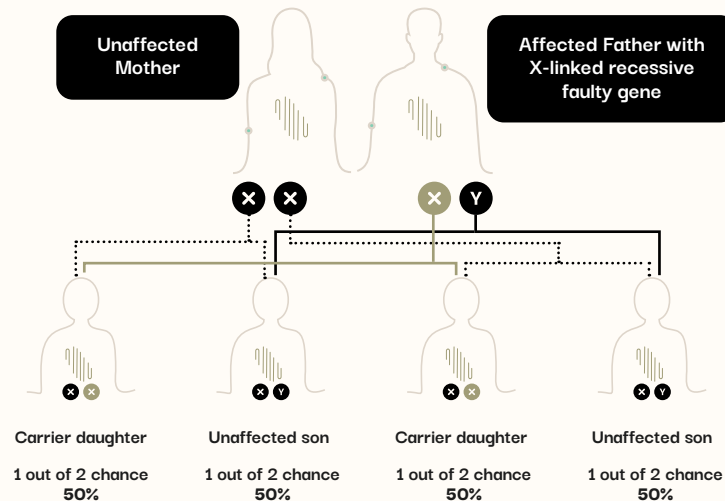 Unaffected
Mother
Affected Father with
X-linked recessive
faulty gene
X X X Y
X X
X Y
X X
X Y
Carrier daughter
Unaffected son
Carrier daughter
Unaffected son
1 out of 2 chance
50%
1 out of 2 chance
50%
1 out of 2 chance
50%
1 out of 2 chance
50%